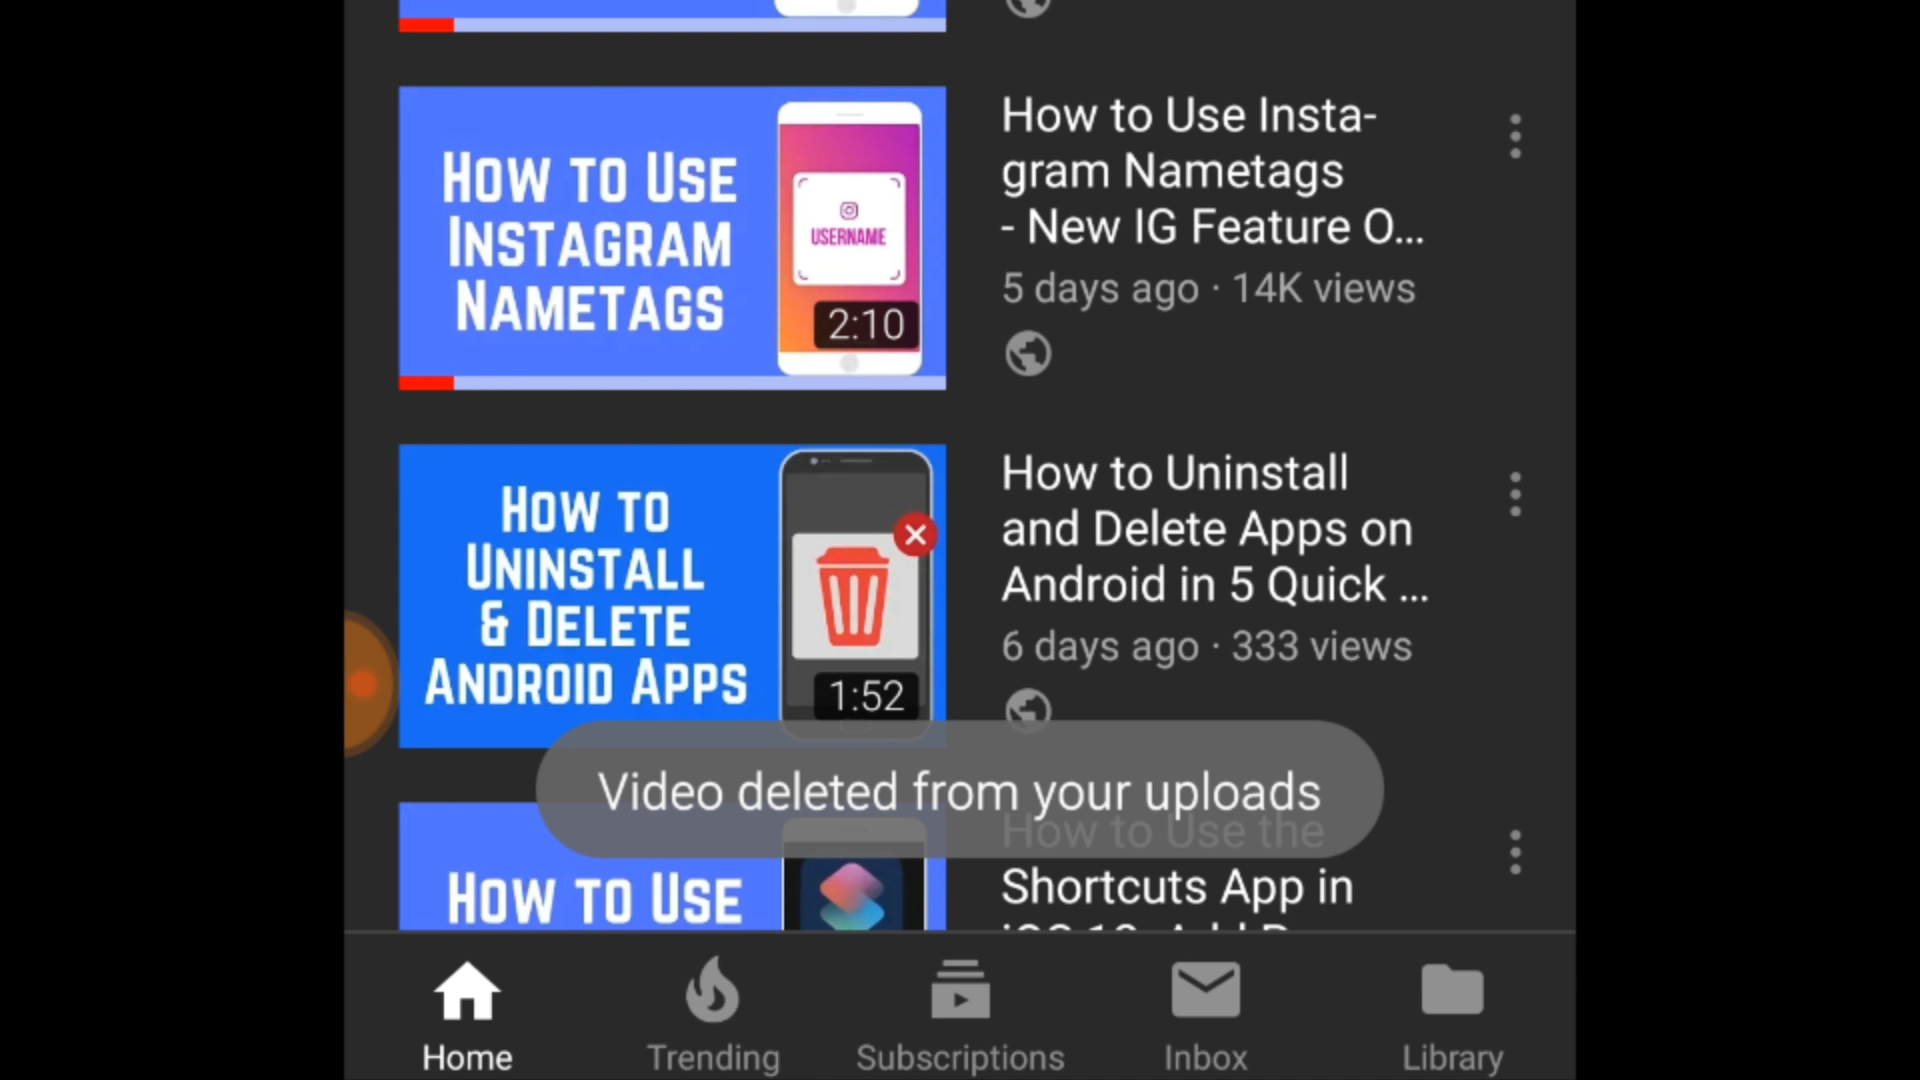 How to Use Insta-
gram Nametags
- New IG Feature O...
5 days ago · 14K views
HOW TO USE
INSTAGRAM
NAMETAGS
USERNAME
2:10
How to Uninstall
and Delete Apps on
Android in 5 Quick ...
6 days ago · 333 views
HOW TO
UNINSTALL
& DELETE
ANDROID APPS
1:52
Video deleted from your uploads
How to Use the
Shortcuts App in
HOW TO USE
Home
Trending
Subscriptions
Inbox
Library